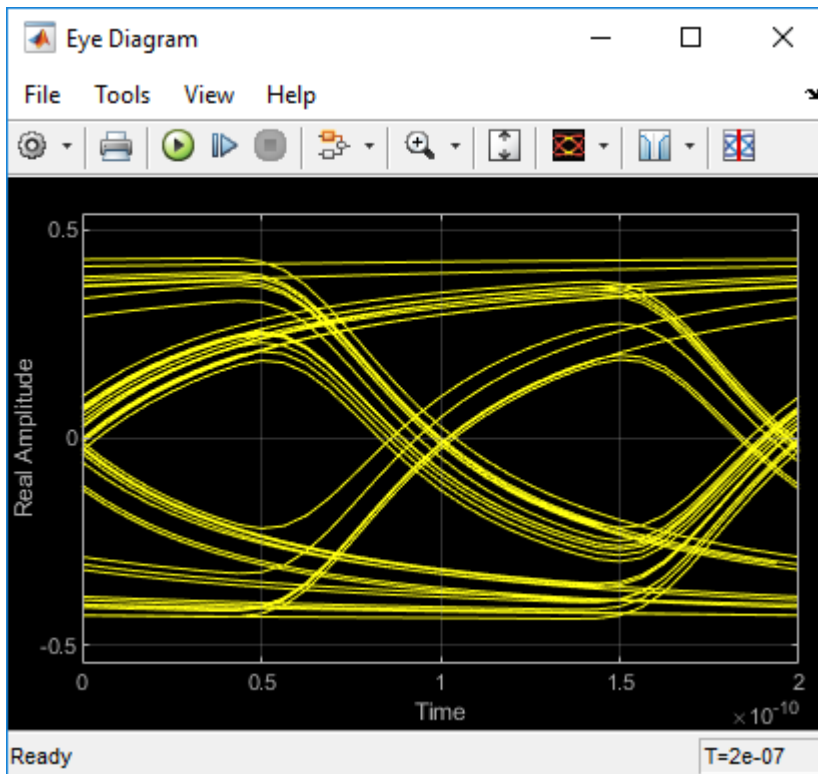 Eye Diagram
File Tools View Help
0.5
0
-0.5
Real Amplitude
0 0.5 1 1.5 2
Time
×10-10
Ready T=2e-07